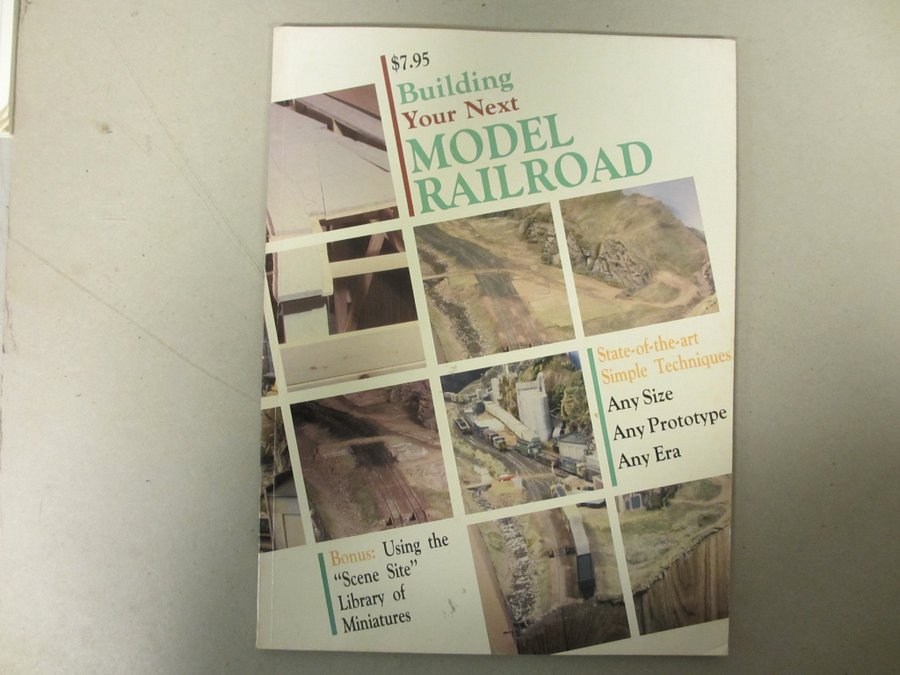 $7.95
Building
Your Next
MODEL
RAILROAD
State-of-the-art
Simple Techniques
Any Size
Any Prototype
Any Era
Bonus: Using the
"Scene Site"
Library of
Miniatures